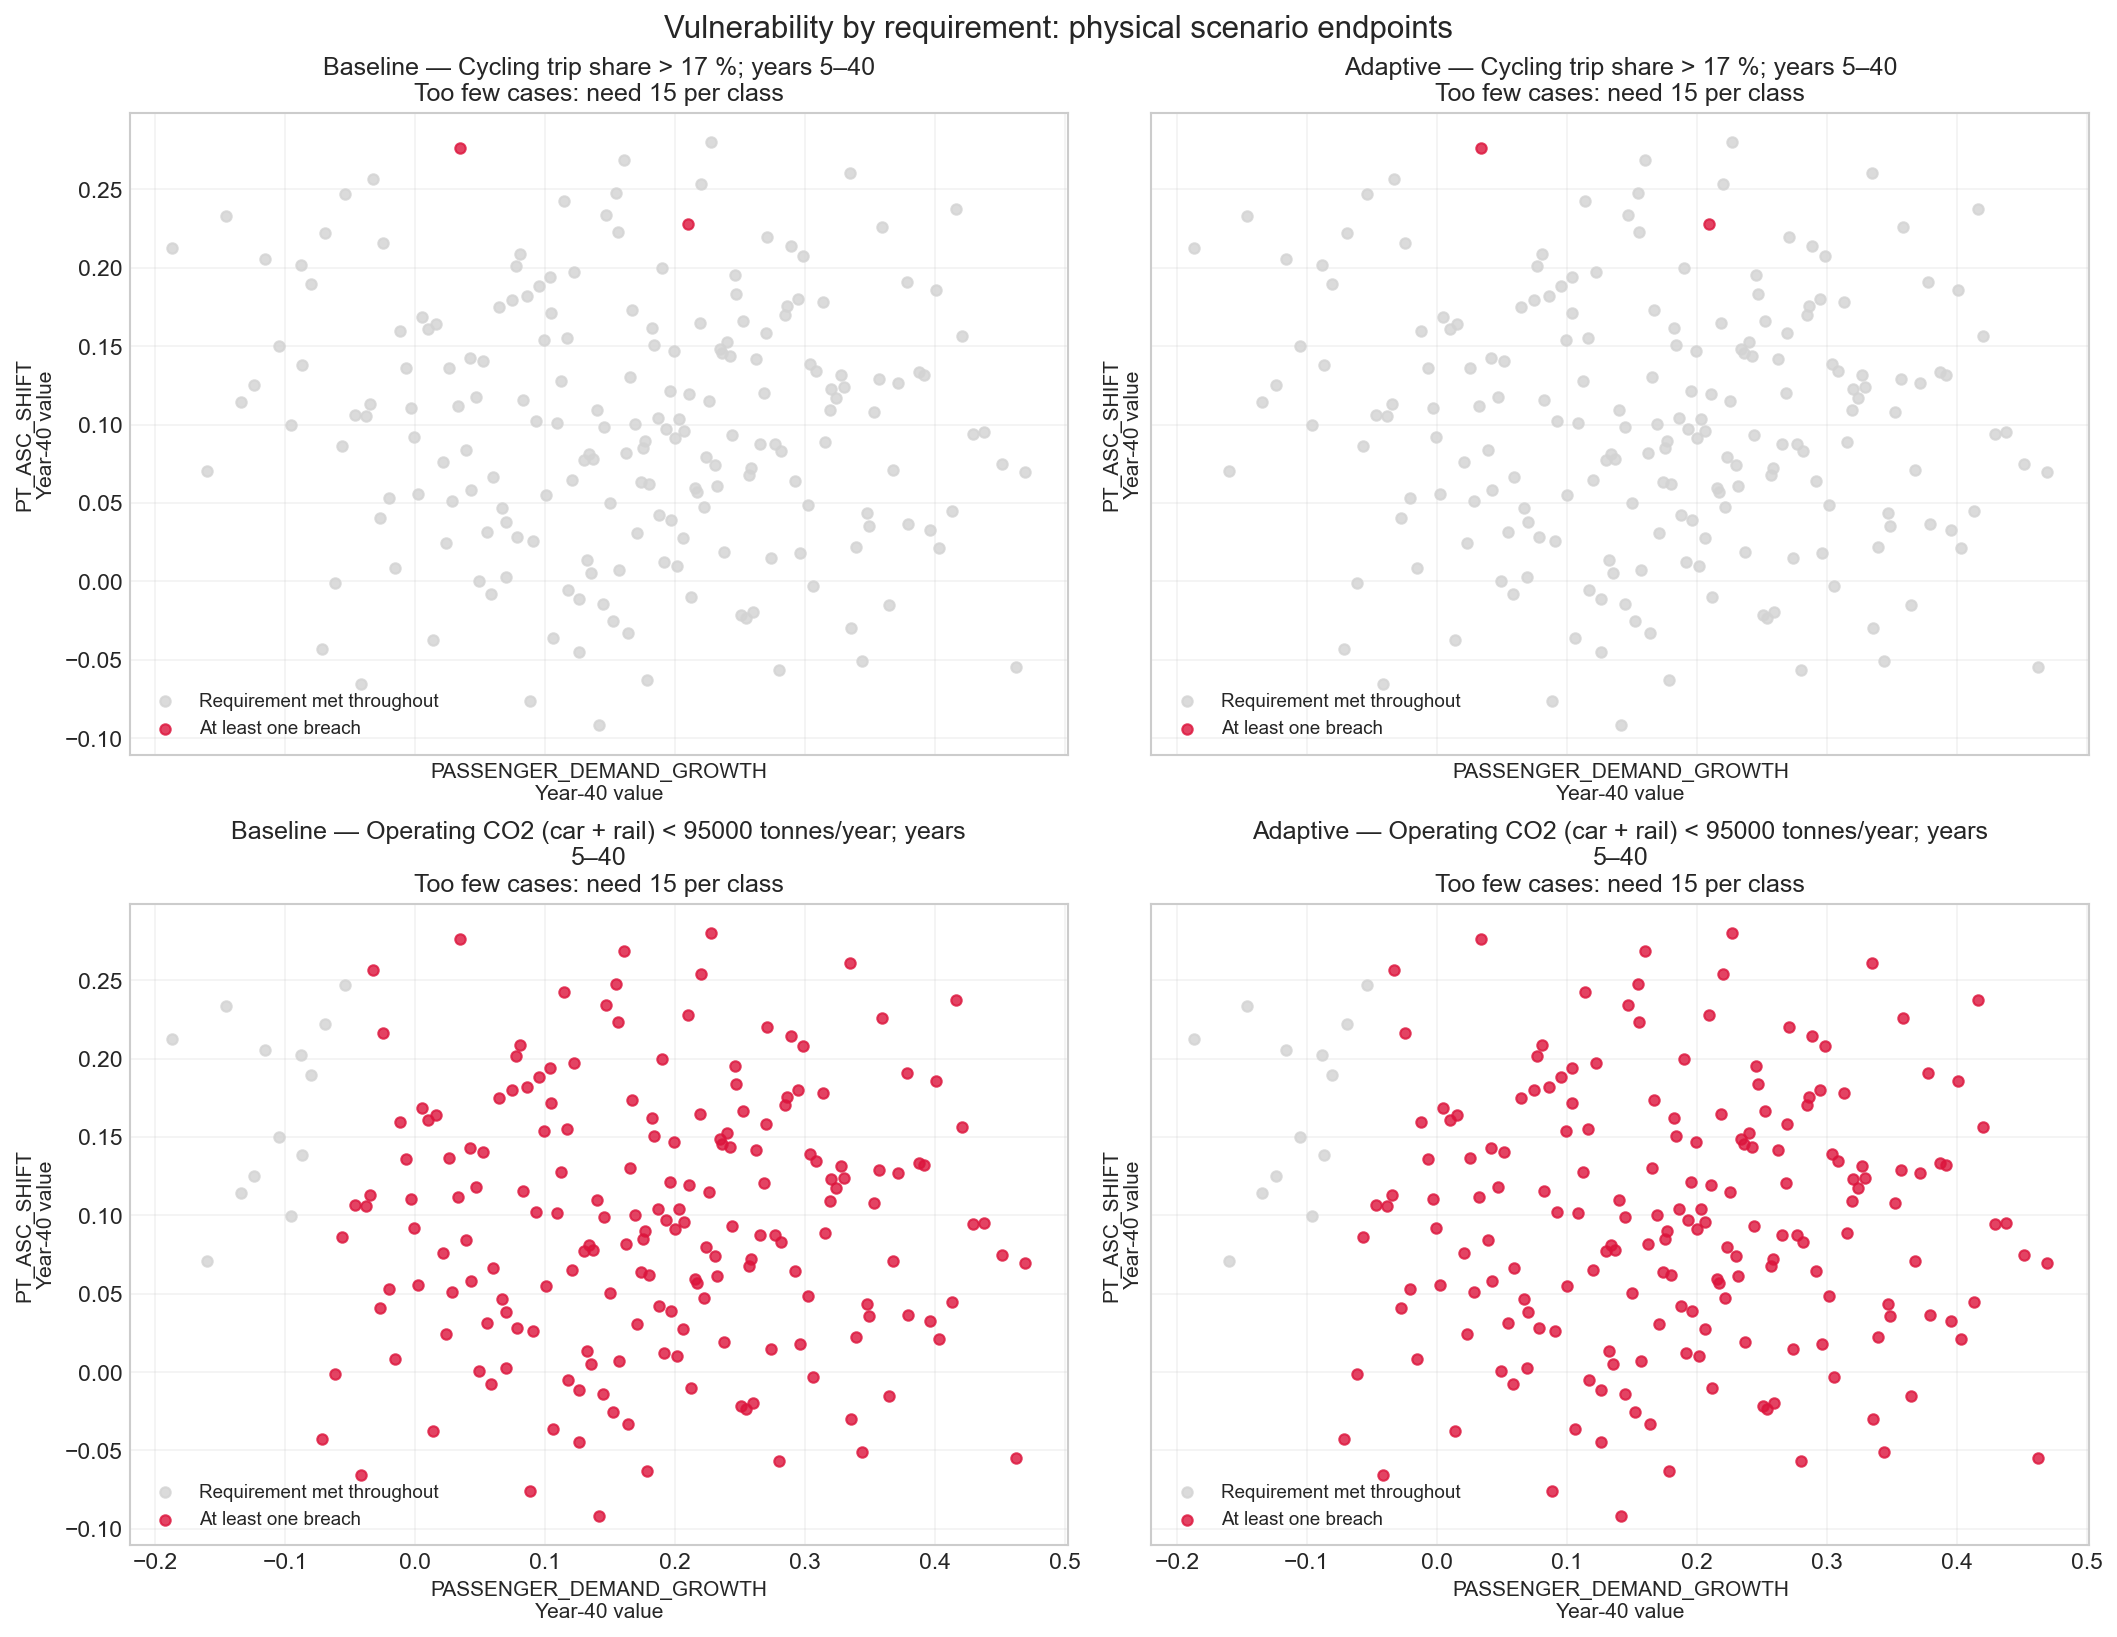 Vulnerability by requirement: physical scenario endpoints
Baseline — Cycling trip share > 17 %; years 5–40
Too few cases: need 15 per class
Adaptive — Cycling trip share > 17 %; years 5–40
Too few cases: need 15 per class
PT_ASC_SHIFT
Year-40 value
0.25
0.20
0.15
0.10
0.05
0.00
−0.05
−0.10
Requirement met throughout
At least one breach
PASSENGER_DEMAND_GROWTH
Year-40 value
PT_ASC_SHIFT
Year-40 value
Requirement met throughout
At least one breach
PASSENGER_DEMAND_GROWTH
Year-40 value
Baseline — Operating CO2 (car + rail) < 95000 tonnes/year; years
5–40
Too few cases: need 15 per class
Adaptive — Operating CO2 (car + rail) < 95000 tonnes/year; years
5–40
Too few cases: need 15 per class
PT_ASC_SHIFT
Year-40 value
0.25
0.20
0.15
0.10
0.05
0.00
−0.05
−0.10
Requirement met throughout
At least one breach
−0.2 −0.1 0.0 0.1 0.2 0.3 0.4 0.5
PASSENGER_DEMAND_GROWTH
Year-40 value
PT_ASC_SHIFT
Year-40 value
Requirement met throughout
At least one breach
−0.2 −0.1 0.0 0.1 0.2 0.3 0.4 0.5
PASSENGER_DEMAND_GROWTH
Year-40 value